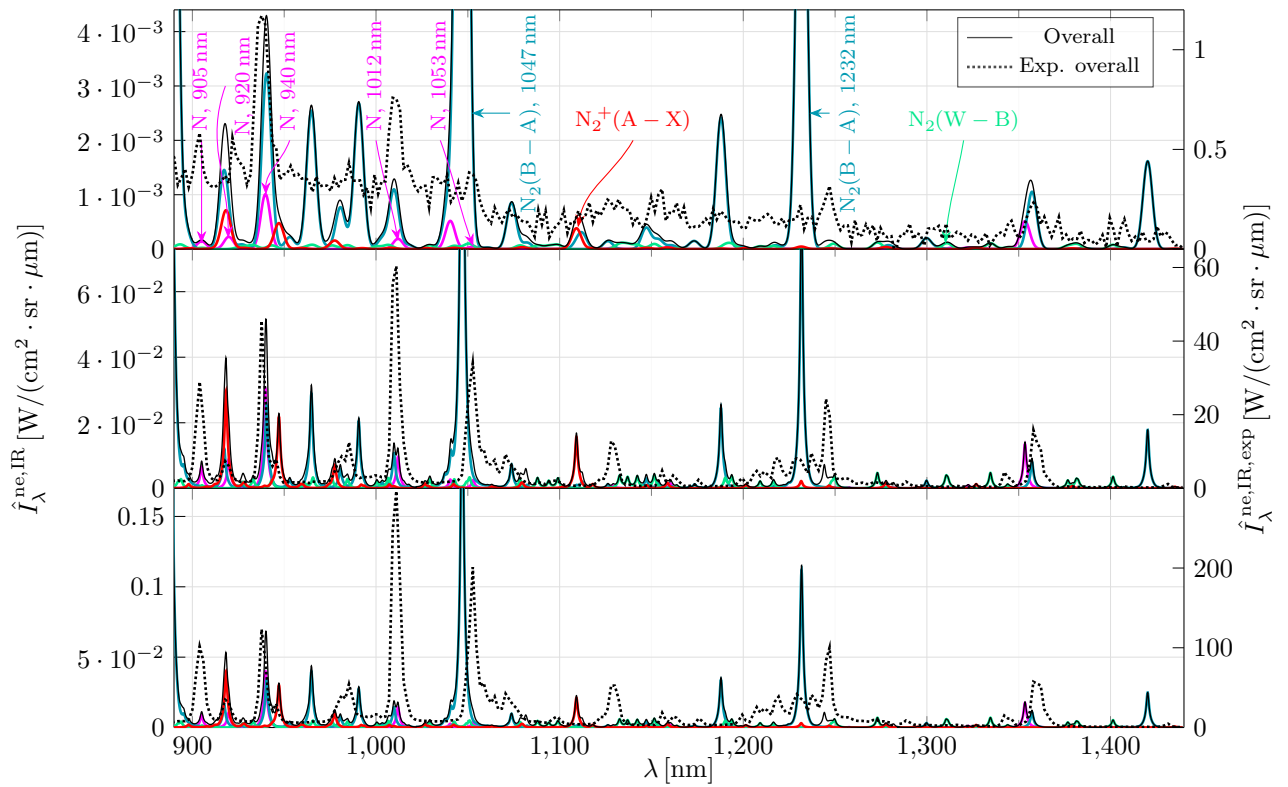 4 · 10⁻³
3 · 10⁻³
2 · 10⁻³
1 · 10⁻³
0
N, 905 nm
N, 920 nm
N, 940 nm
N, 1012 nm
N, 1053 nm
N₂(B − A), 1047 nm
N₂⁺(A − X)
N₂(B − A), 1232 nm
N₂(W − B)
Overall
Exp. overall
1
0.5
0
6 · 10⁻²
4 · 10⁻²
2 · 10⁻²
0
60
40
20
0
0.15
0.1
5 · 10⁻²
0
200
100
0
Î_λ^ne,IR [W/(cm² · sr · μm)]
Î_λ^ne,IR,exp [W/(cm² · sr · μm)]
900
1,000
1,100
1,200
1,300
1,400
λ [nm]